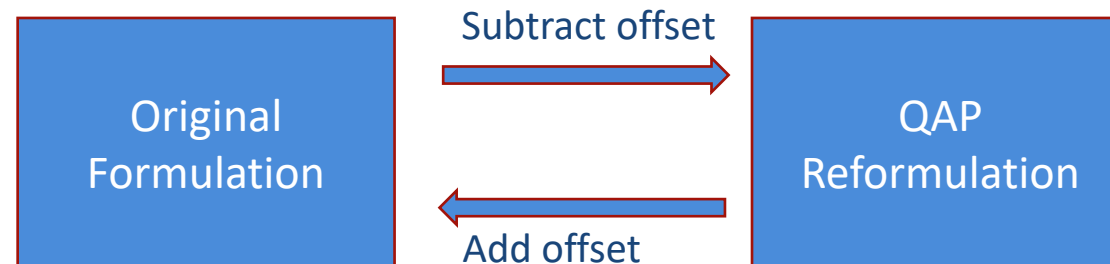 Subtract offset
Original
Formulation
QAP
Reformulation
Add offset